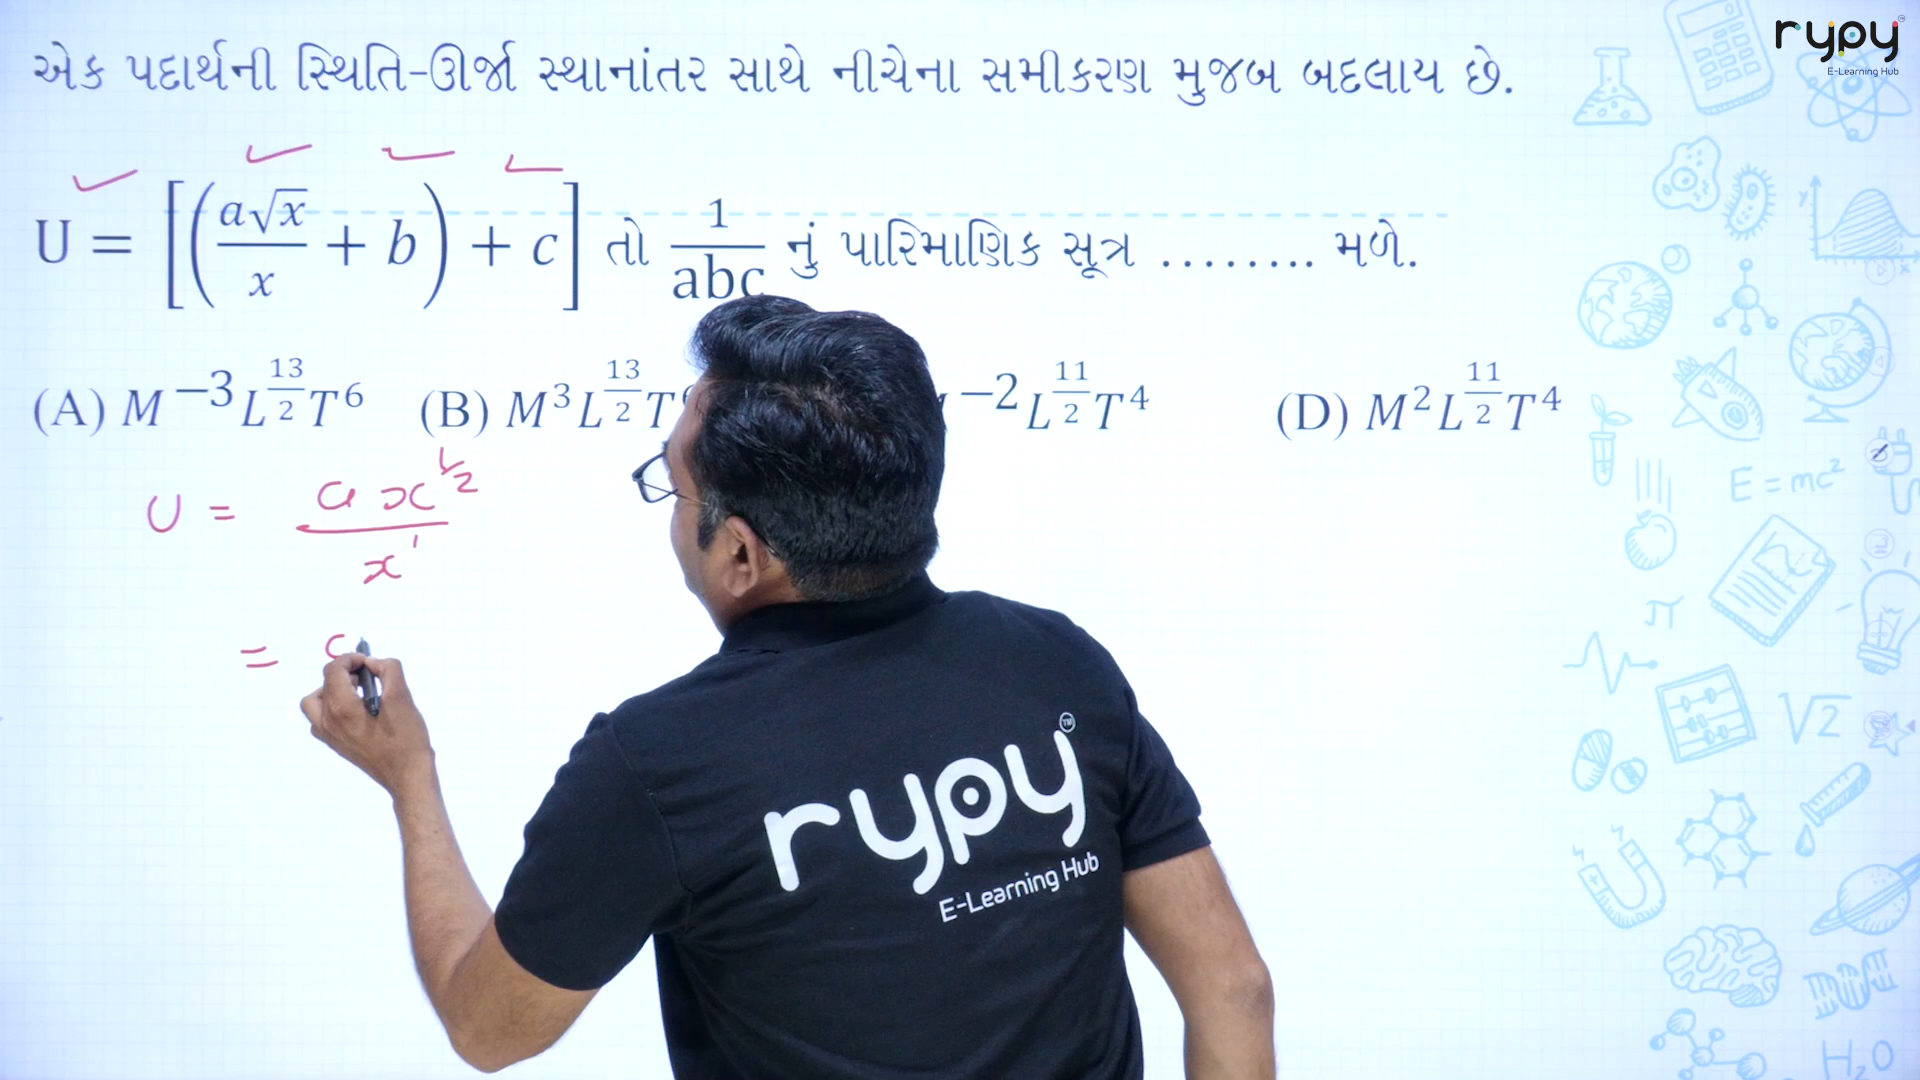 rypy
E-Learning Hub
એક પદાર્થની સ્થિતિ-ઊર્જા સ્થાનાંતર સાથે નીચેના સમીકરણ મુજબ બદલાય છે.
U = [(a√x/x + b) + c] તો 1/abc નું પારિમાણિક સૂત્ર ........ મળે.
(A) M^-3 L^13/2 T^6 (B) M^3 L^13/2 T -2 L^11/2 T^4 (D) M^2 L^11/2 T^4
U = a x^1/2 / x^1
=
E = mc²
π
√2
H₂O
rypy TM
E-Learning Hub